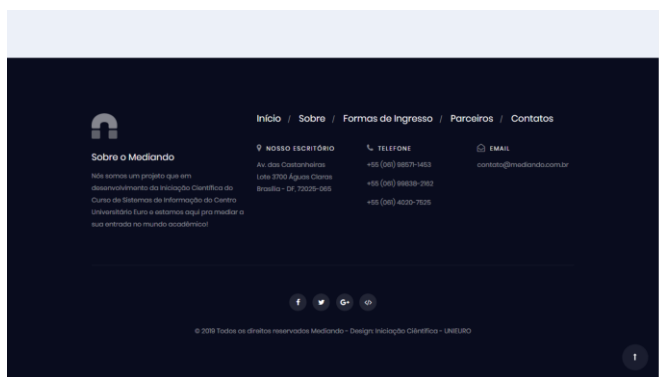 Início / Sobre / Formas de Ingresso / Parceiros / Contatos
Sobre o Mediando
Nós somos um projeto que em
desenvolvimento da Iniciação Científica do
Curso de Sistemas de Informação do Centro
Universitário Euro e estamos aqui pra mediar a
sua entrada no mundo acadêmico!
NOSSO ESCRITÓRIO
Av. das Castanheiras
Lote 3700 Águas Claras
Brasília - DF, 72025-065
TELEFONE
+55 (061) 98571-1453
+55 (061) 99838-2162
+55 (061) 4020-7525
EMAIL
contato@mediando.com.br
f
G+
</>
© 2019 Todos os direitos reservados Mediando - Design: Iniciação Ciêntífica - UNIEURO